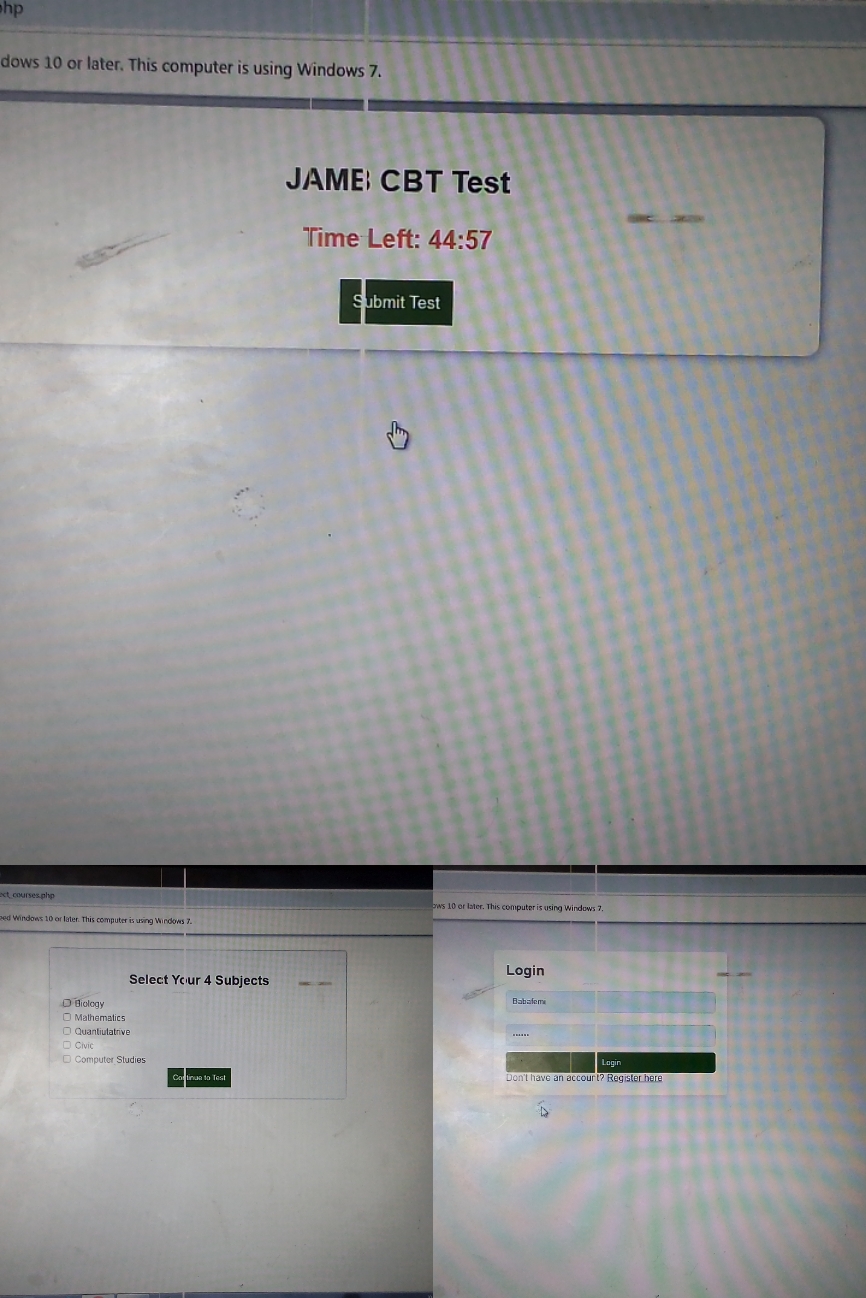 php
dows 10 or later. This computer is using Windows 7.
JAMB CBT Test
Time Left: 44:57
Submit Test
ect_courses.php
eed Windows 10 or later. This computer is using Windows 7.
Select Your 4 Subjects
Biology
Mathematics
Quantiutative
Civic
Computer Studies
Continue to Test
ows 10 or later. This computer is using Windows 7.
Login
Babafemi
······
Login
Don't have an account? Register here